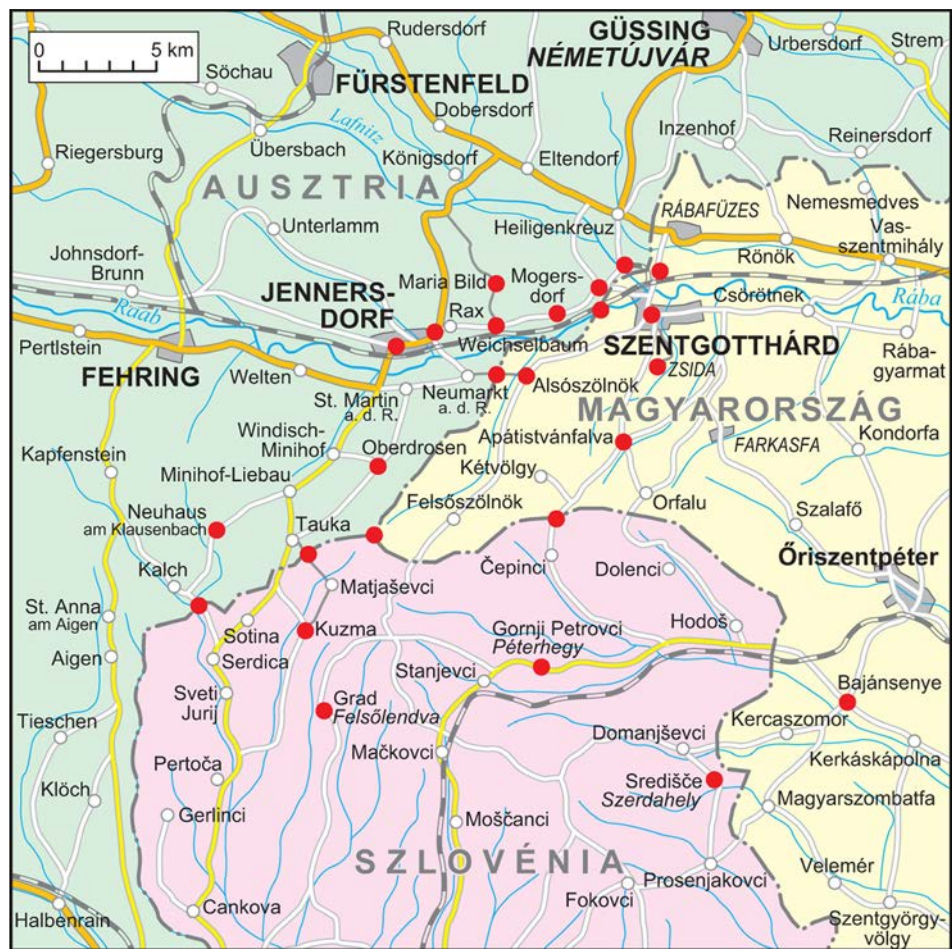 0 5 km
Rudersdorf
GÜSSING
NÉMETÚJVÁR
Urbersdorf
Strem
Söchau
FÜRSTENFELD
Lafnitz
Dobersdorf
Inzenhof
Reinersdorf
Riegersburg
Übersbach
Königsdorf
Eltendorf
AUSZTRIA
Nemesmedves
Unterlamm
Heiligenkreuz
RÁBAFÜZES
Vas-
szentmihály
Rönök
Johnsdorf-
Brunn
Maria Bild
Mogers-
dorf
JENNERS-
DORF
Rax
Csörötnek
Rába
Raab
Weichselbaum
SZENTGOTTHÁRD
Pertlstein
FEHRING
Welten
Rába-
gyarmat
ZSIDA
St. Martin
a. d. R.
Neumarkt
a. d. R.
Alsószölnök
MAGYARORSZÁG
Windisch-
Minihof
Oberdrosen
Apátistvánfalva
FARKASFA
Kondorfa
Kapfenstein
Minihof-Liebau
Kétvölgy
Neuhaus
am Klausenbach
Felsőszölnök
Orfalu
Szalafő
Tauka
Kalch
Matjaševci
Čepinci
Dolenci
Őriszentpéter
St. Anna
am Aigen
Sotina
Kuzma
Gornji Petrovci
Péterhegy
Hodoš
Aigen
Serdica
Stanjevci
Bajánsenye
Sveti
Jurij
Grad
Felsőlendva
Tieschen
Mačkovci
Domanjševci
Kercaszomor
Kerkáskápolna
Pertoča
Klöch
Središče
Szerdahely
Magyarszombatfa
Gerlinci
Moščanci
SZLOVÉNIA
Prosenjakovci
Velemér
Fokovci
Halbenrain
Cankova
Szentgyörgy-
völgy